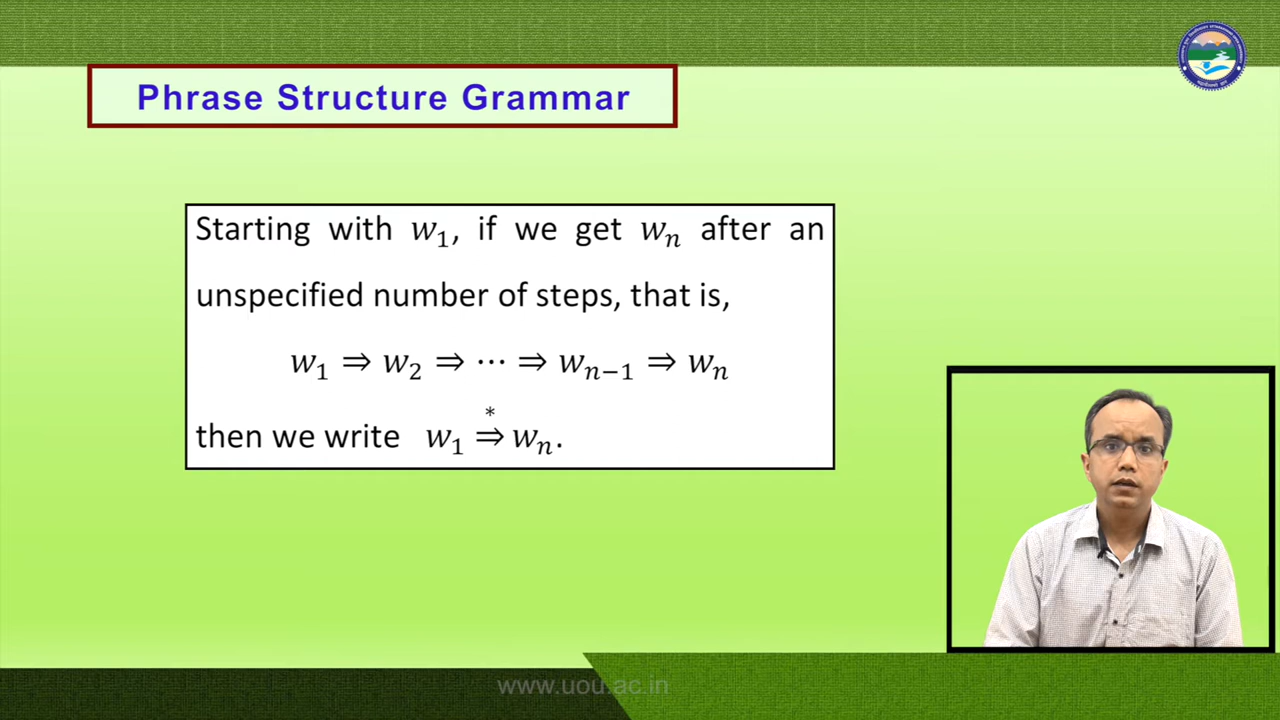 Phrase Structure Grammar
Starting with w₁, if we get wₙ after an
unspecified number of steps, that is,
w₁ ⇒ w₂ ⇒ ⋯ ⇒ wₙ₋₁ ⇒ wₙ
*
then we write w₁ ⇒ wₙ.
www.uou.ac.in